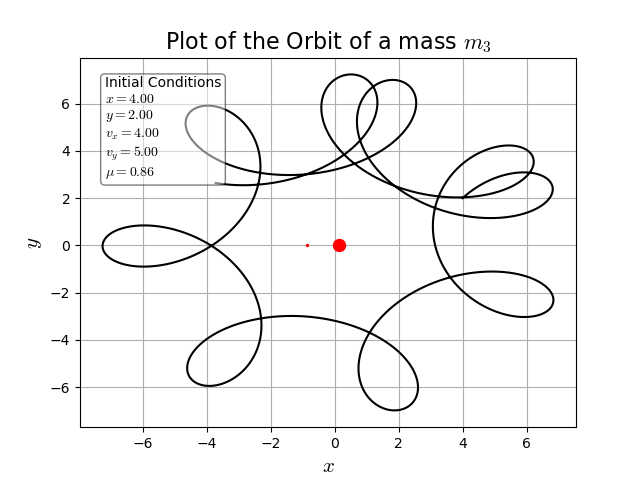 Plot of the Orbit of a mass m₃
Initial Conditions
x = 4.00
y = 2.00
vₓ = 4.00
v_y = 5.00
μ = 0.86
6
4
2
0
−2
−4
−6
y
−6 −4 −2 0 2 4 6
x